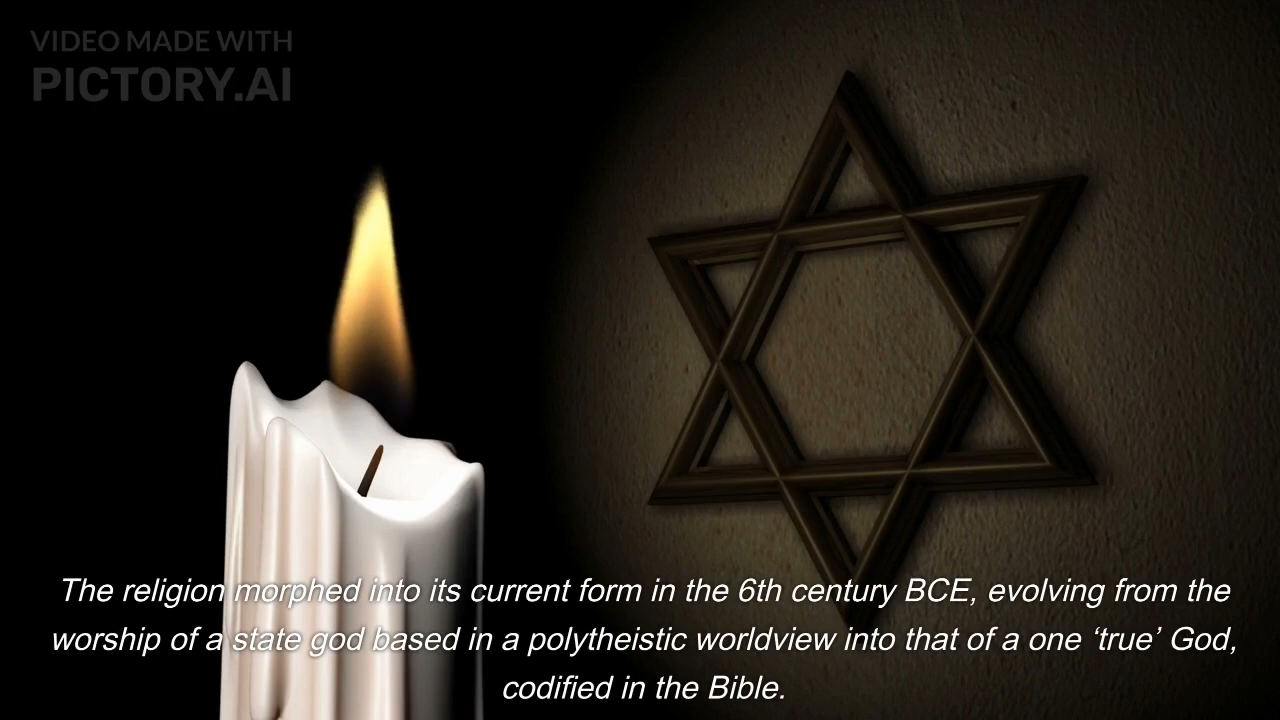 VIDEO MADE WITH
PICTORY.AI
The religion morphed into its current form in the 6th century BCE, evolving from the
worship of a state god based in a polytheistic worldview into that of a one ‘true’ God,
codified in the Bible.